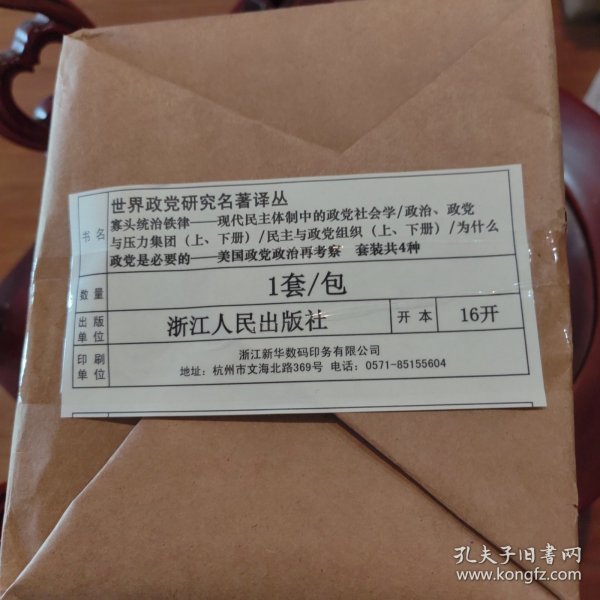 书名
世界政党研究名著译丛
寡头统治铁律——现代民主体制中的政党社会学/政治、政党
与压力集团（上、下册）/民主与政党组织（上、下册）/为什么
政党是必要的——美国政党政治再考察 套装共4种
数量 1套/包
出版单位 浙江人民出版社 开本 16开
印刷单位
浙江新华数码印务有限公司
地址：杭州市文海北路369号 电话：0571-85155604
孔夫子旧书网
www.kongfz.com